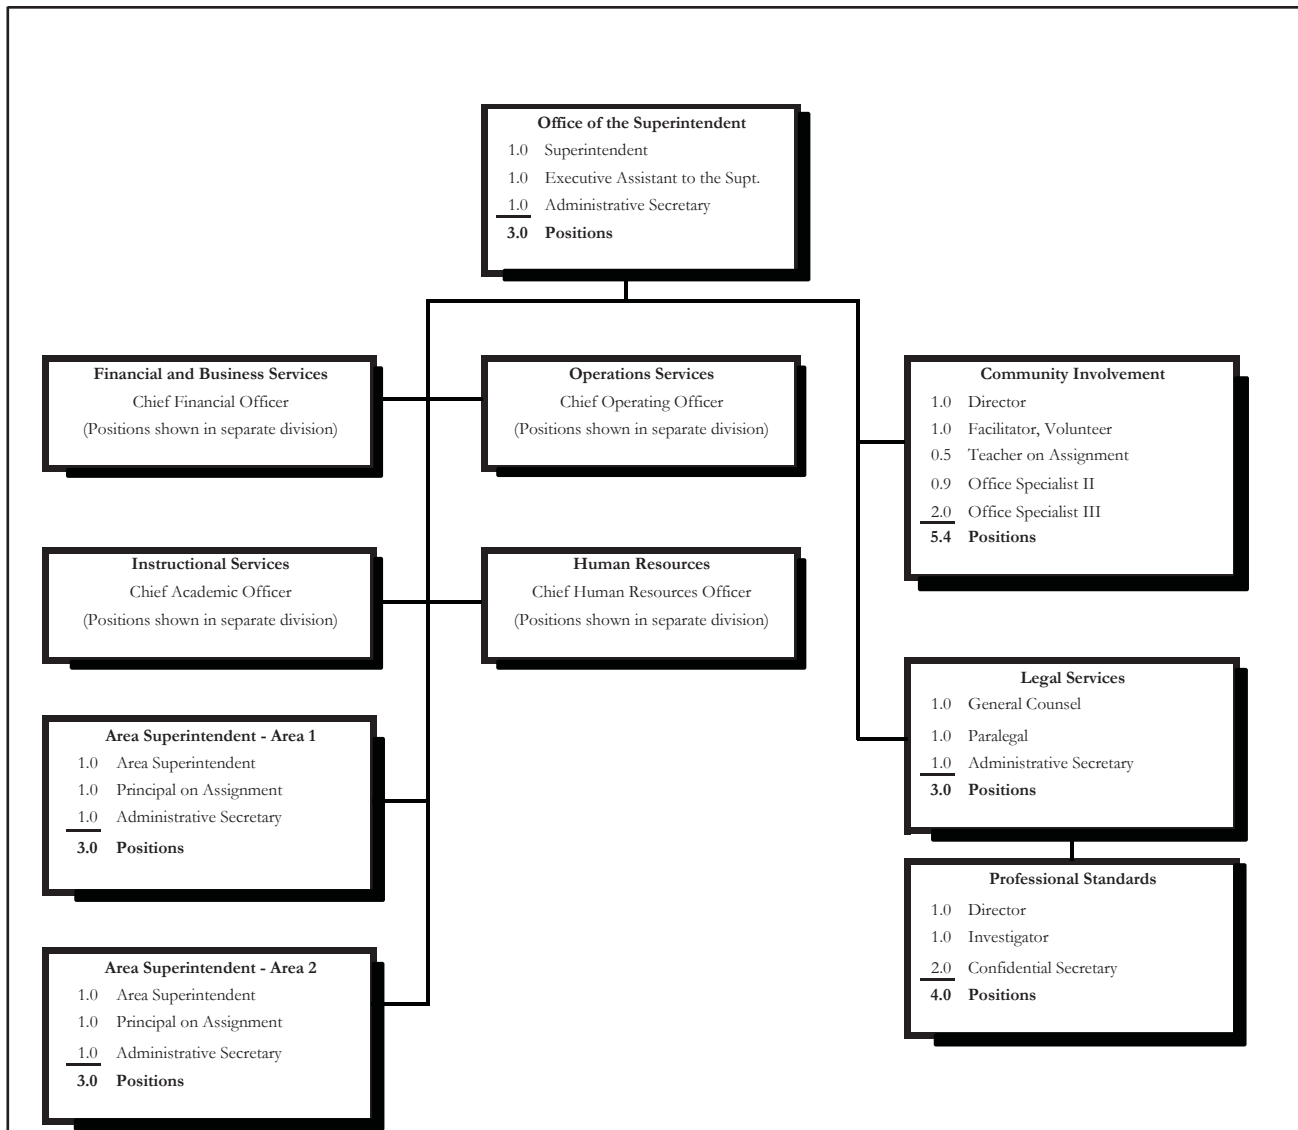 Office of the Superintendent
1.0 Superintendent
1.0 Executive Assistant to the Supt.
1.0 Administrative Secretary
3.0 Positions
Financial and Business Services
Chief Financial Officer
(Positions shown in separate division)
Operations Services
Chief Operating Officer
(Positions shown in separate division)
Community Involvement
1.0 Director
1.0 Facilitator, Volunteer
0.5 Teacher on Assignment
0.9 Office Specialist II
2.0 Office Specialist III
5.4 Positions
Instructional Services
Chief Academic Officer
(Positions shown in separate division)
Human Resources
Chief Human Resources Officer
(Positions shown in separate division)
Legal Services
1.0 General Counsel
1.0 Paralegal
1.0 Administrative Secretary
3.0 Positions
Area Superintendent - Area 1
1.0 Area Superintendent
1.0 Principal on Assignment
1.0 Administrative Secretary
3.0 Positions
Professional Standards
1.0 Director
1.0 Investigator
2.0 Confidential Secretary
4.0 Positions
Area Superintendent - Area 2
1.0 Area Superintendent
1.0 Principal on Assignment
1.0 Administrative Secretary
3.0 Positions